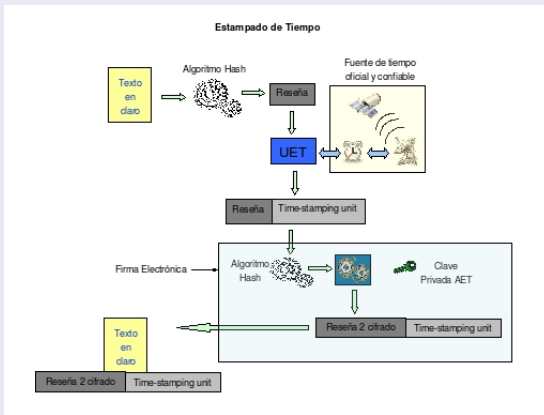 Estampado de Tiempo
Fuente de tiempo
oficial y confiable
Algoritmo Hash
Texto
en
claro
Reseña
UET
Reseña Time-stamping unit
Firma Electrónica
Algoritmo
Hash
Clave
Privada AET
Reseña 2 cifrado Time-stamping unit
Texto
en
claro
Reseña 2 cifrado Time-stamping unit